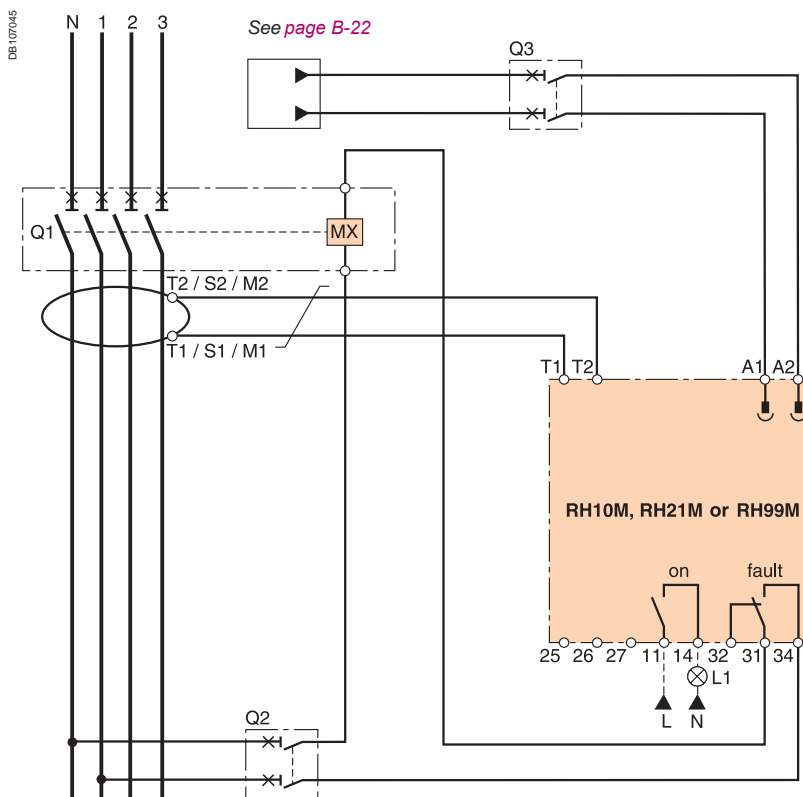 DB107045
N 1 2 3
See page B-22
Q3
Q1
MX
T2 / S2 / M2
T1 / S1 / M1
T1 T2 A1 A2
RH10M, RH21M or RH99M
on fault
25 26 27 11 14 32 31 34
L1
L N
Q2